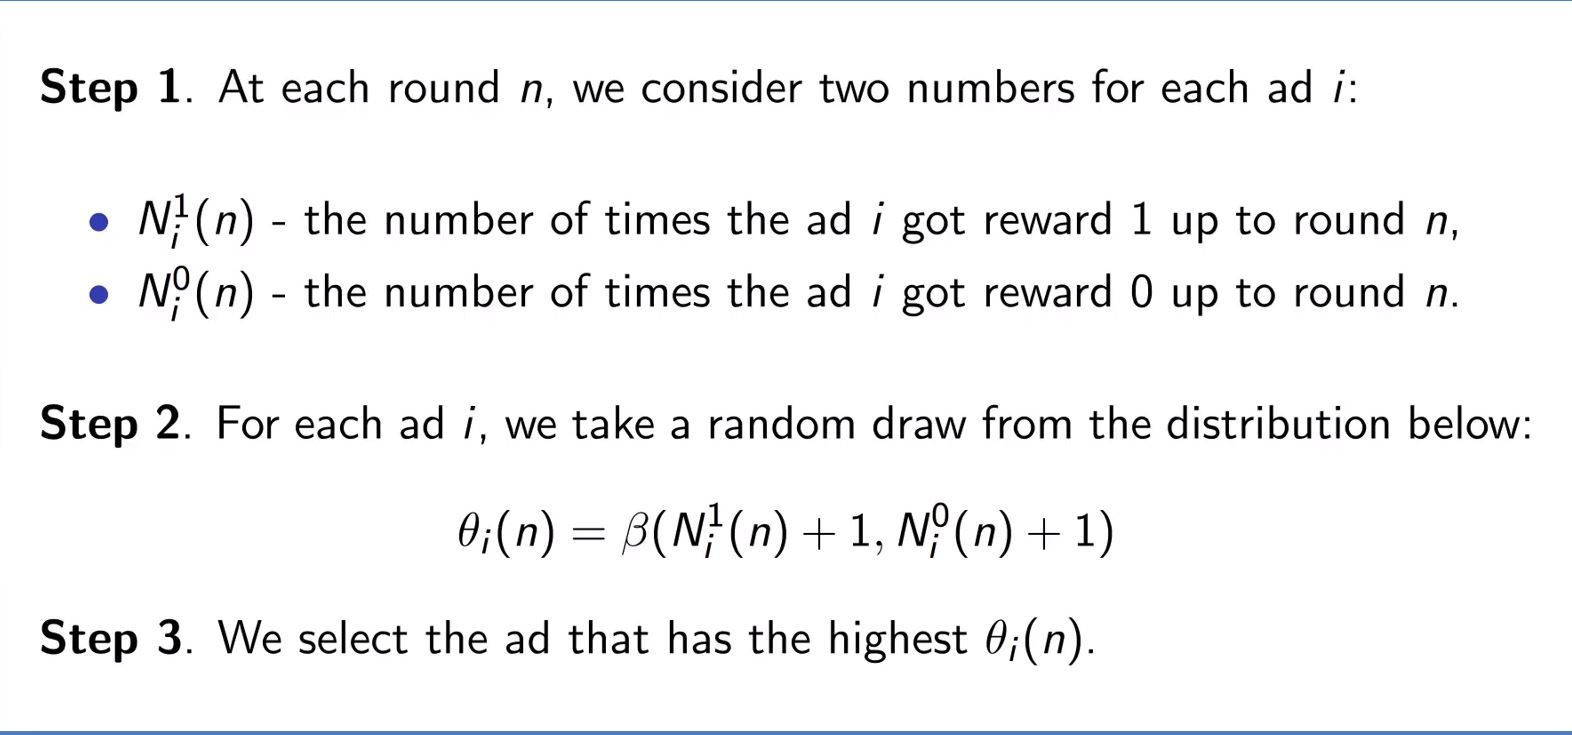 Step 1. At each round n, we consider two numbers for each ad i:
• N_i^1(n) - the number of times the ad i got reward 1 up to round n,
• N_i^0(n) - the number of times the ad i got reward 0 up to round n.
Step 2. For each ad i, we take a random draw from the distribution below:
θ_i(n) = β(N_i^1(n) + 1, N_i^0(n) + 1)
Step 3. We select the ad that has the highest θ_i(n).